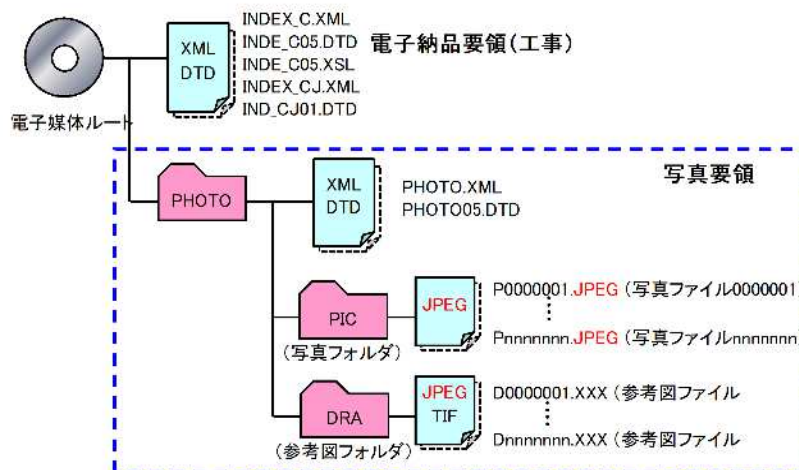 INDEX_C.XML
INDE_C05.DTD
INDE_C05.XSL
INDEX_CJ.XML
IND_CJ01.DTD
XML
DTD
電子納品要領(工事)
電子媒体ルート
写真要領
PHOTO
XML
DTD
PHOTO.XML
PHOTO05.DTD
PIC
(写真フォルダ)
JPEG
P0000001.JPEG (写真ファイル0000001)
Pnnnnnnn.JPEG (写真ファイルnnnnnnn)
DRA
(参考図フォルダ)
JPEG
TIF
D0000001.XXX (参考図ファイル
Dnnnnnnn.XXX (参考図ファイル